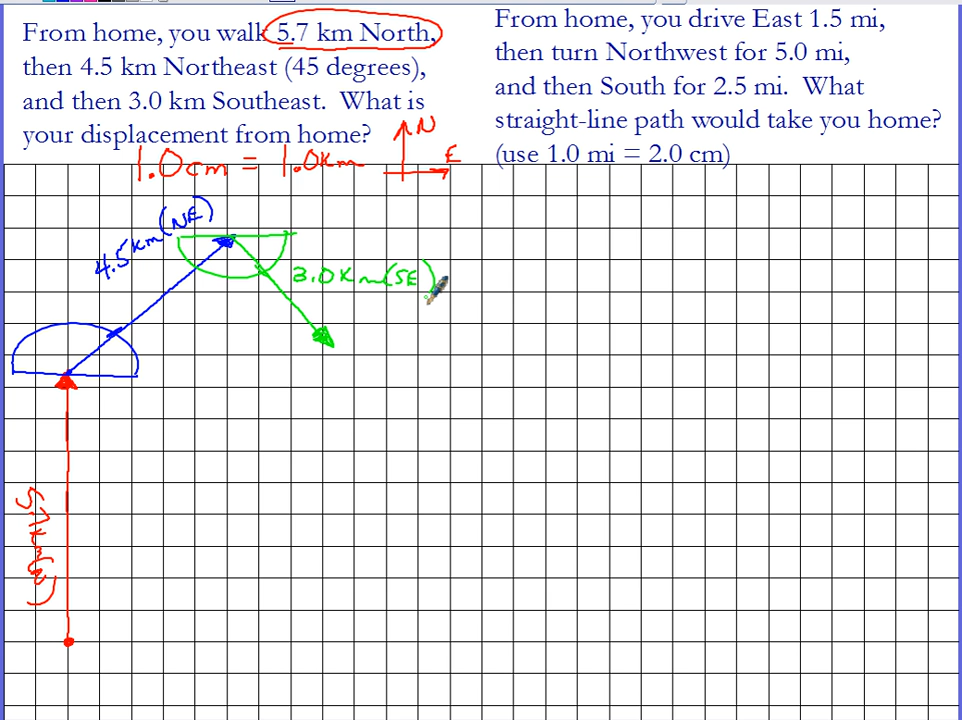 From home, you walk 5.7 km North,
then 4.5 km Northeast (45 degrees),
and then 3.0 km Southeast. What is
your displacement from home?
From home, you drive East 1.5 mi,
then turn Northwest for 5.0 mi,
and then South for 2.5 mi. What
straight-line path would take you home?
(use 1.0 mi = 2.0 cm)
1.0cm = 1.0km
N
E
4.5km(NE)
3.0Km(SE)
5.7km(N)